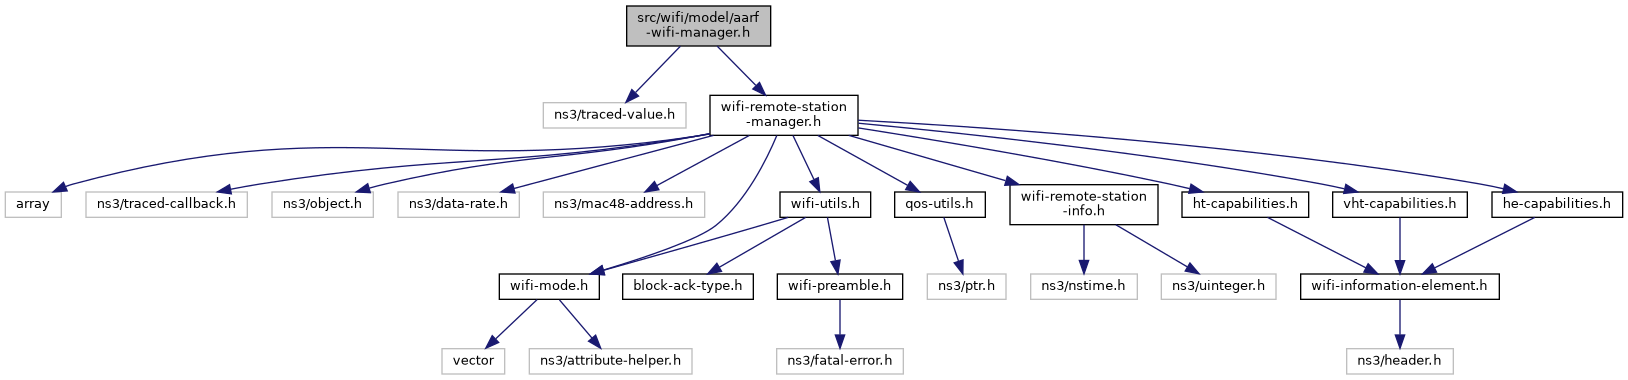 src/wifi/model/aarf
-wifi-manager.h
ns3/traced-value.h
wifi-remote-station
-manager.h
array
ns3/traced-callback.h
ns3/object.h
ns3/data-rate.h
ns3/mac48-address.h
wifi-utils.h
qos-utils.h
wifi-remote-station
-info.h
ht-capabilities.h
vht-capabilities.h
he-capabilities.h
wifi-mode.h
block-ack-type.h
wifi-preamble.h
ns3/ptr.h
ns3/nstime.h
ns3/uinteger.h
wifi-information-element.h
vector
ns3/attribute-helper.h
ns3/fatal-error.h
ns3/header.h